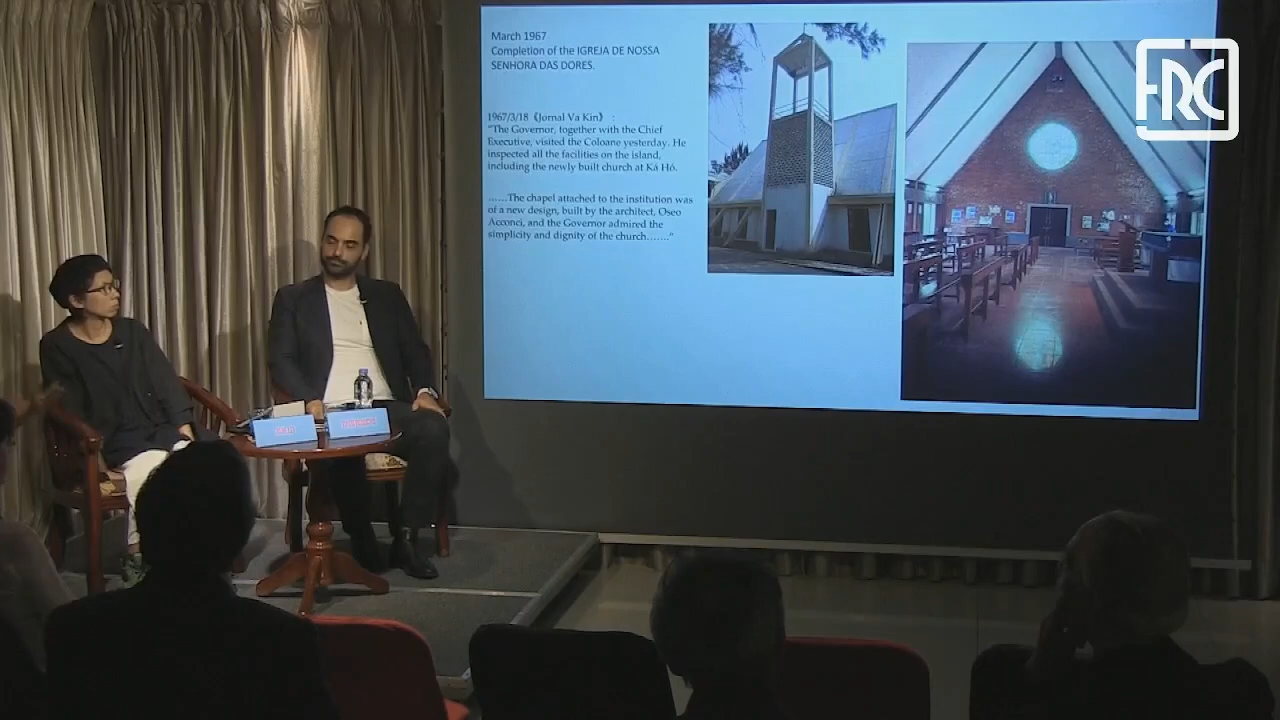 March 1967
Completion of the IGREJA DE NOSSA
SENHORA DAS DORES.
1967/3/18《Jornal Va Kin》:
"The Governor, together with the Chief
Executive, visited the Coloane yesterday. He
inspected all the facilities on the island,
including the newly built church at Ká Hó.
……The chapel attached to the institution was
of a new design, built by the architect, Oseo
Acconci, and the Governor admired the
simplicity and dignity of the church……."
FRC